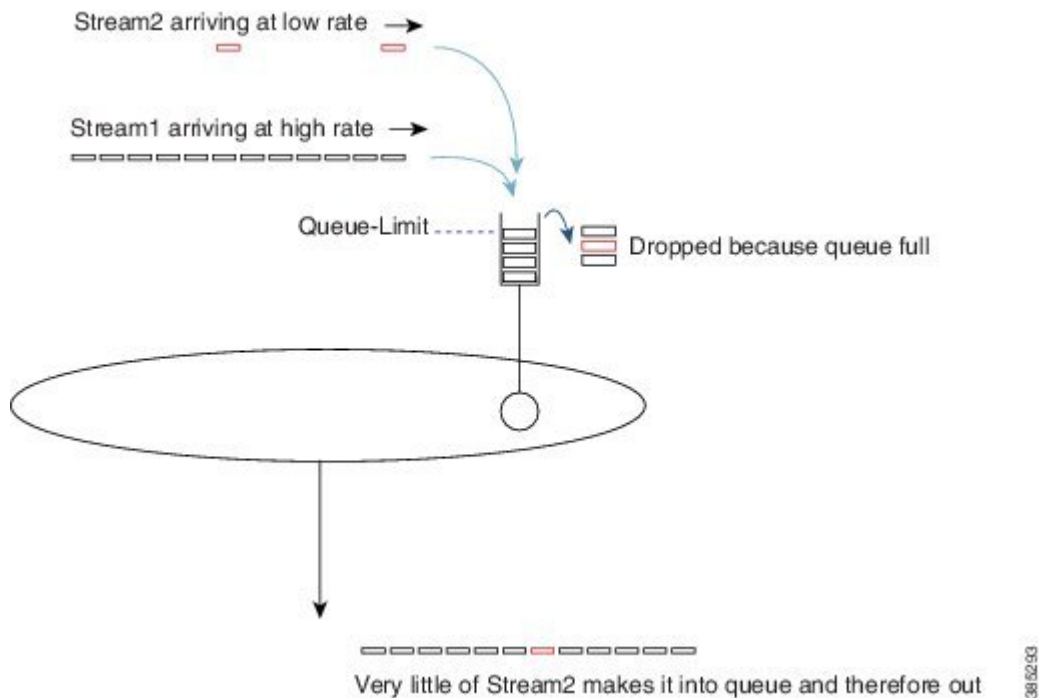 Stream2 arriving at low rate
Stream1 arriving at high rate
Queue-Limit
Dropped because queue full
Very little of Stream2 makes it into queue and therefore out
385293